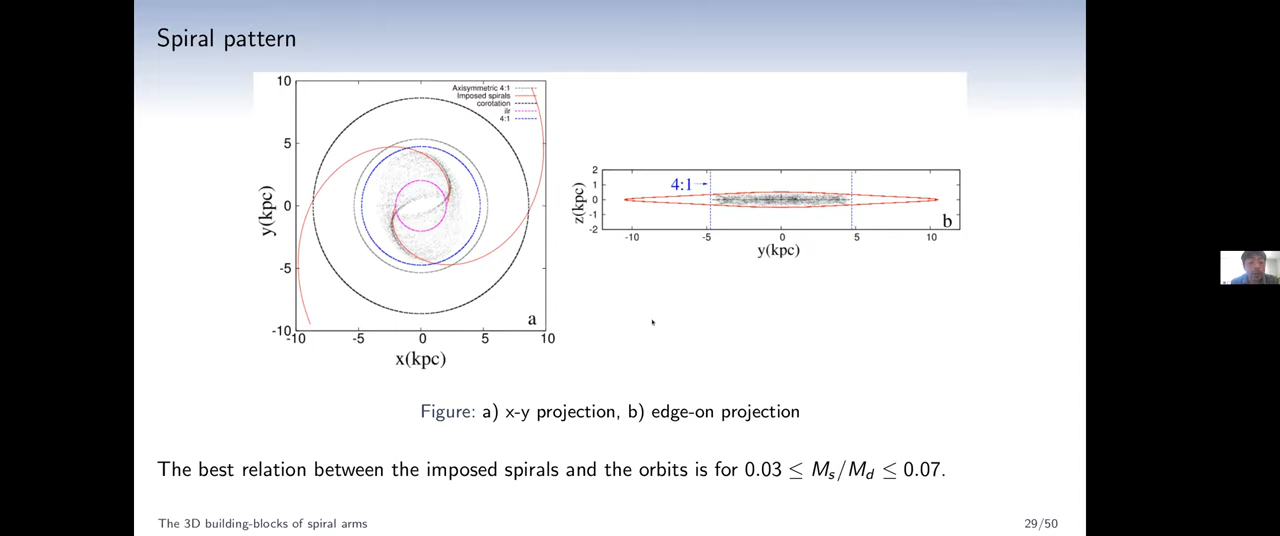 Spiral pattern
10
5
0
-5
-10
-10
-5
0
5
10
y(kpc)
x(kpc)
Axisymmetric 4:1
Imposed spirals
corotation
ilr
4:1
a
2
1
0
-1
-2
-10
-5
0
5
10
z(kpc)
y(kpc)
4:1
b
Figure: a) x-y projection, b) edge-on projection
The best relation between the imposed spirals and the orbits is for 0.03 ≤ Ms/Md ≤ 0.07.
The 3D building-blocks of spiral arms
29/50